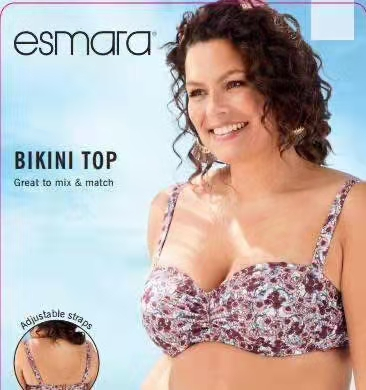 esmara®
BIKINI TOP
Great to mix & match
Adjustable straps